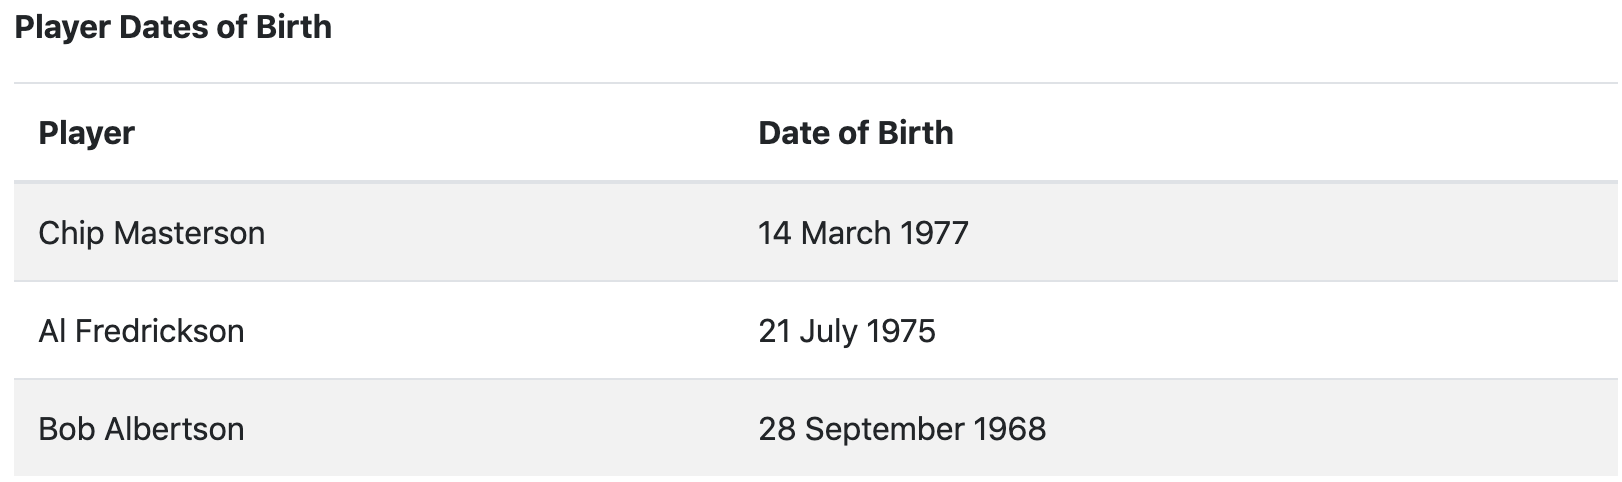 Player Dates of Birth
Player Date of Birth
Chip Masterson 14 March 1977
Al Fredrickson 21 July 1975
Bob Albertson 28 September 1968